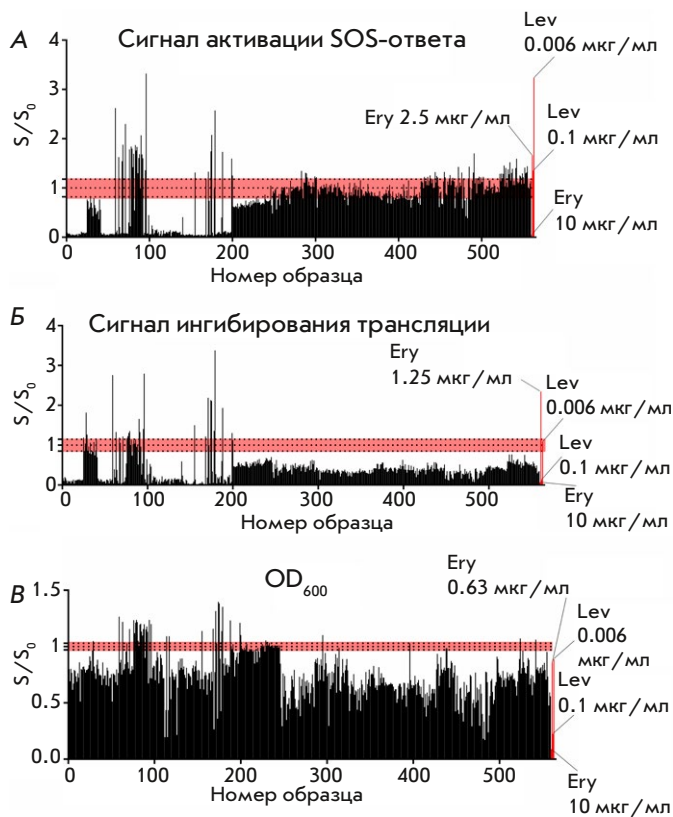 А
Сигнал активации SOS-ответа
Lev
0.006 мкг/мл
Ery 2.5 мкг/мл
Lev
0.1 мкг/мл
Ery
10 мкг/мл
S/S0
4
3
2
1
0
0 100 200 300 400 500
Номер образца
Б
Сигнал ингибирования трансляции
Ery
1.25 мкг/мл
Lev
0.006 мкг/мл
Lev
0.1 мкг/мл
Ery
10 мкг/мл
S/S0
4
3
2
1
0
0 100 200 300 400 500
Номер образца
В
OD600
Ery
0.63 мкг/мл
Lev
0.006
мкг/мл
Lev
0.1 мкг/мл
Ery
10 мкг/мл
S/S0
1.5
1
0.5
0.0
0 100 200 300 400 500
Номер образца